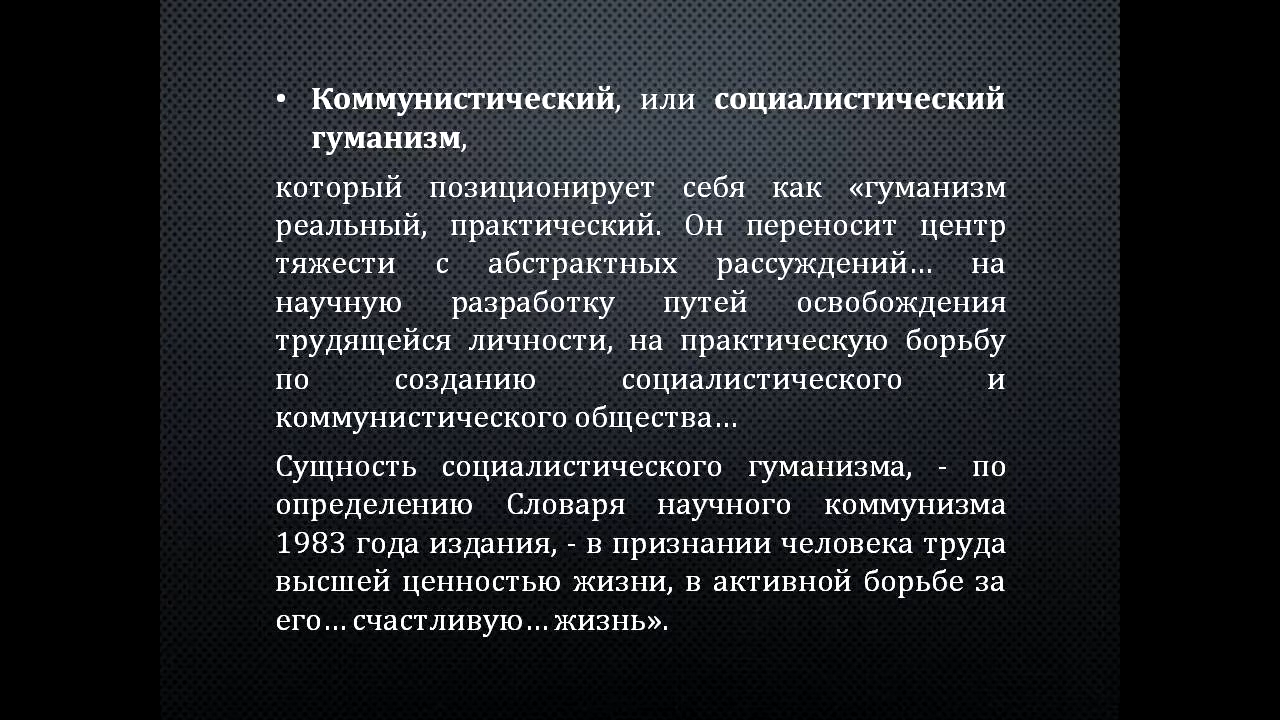 • Коммунистический, или социалистический
гуманизм,
который позиционирует себя как «гуманизм
реальный, практический. Он переносит центр
тяжести с абстрактных рассуждений… на
научную разработку путей освобождения
трудящейся личности, на практическую борьбу
по созданию социалистического и
коммунистического общества…
Сущность социалистического гуманизма, - по
определению Словаря научного коммунизма
1983 года издания, - в признании человека труда
высшей ценностью жизни, в активной борьбе за
его… счастливую… жизнь».